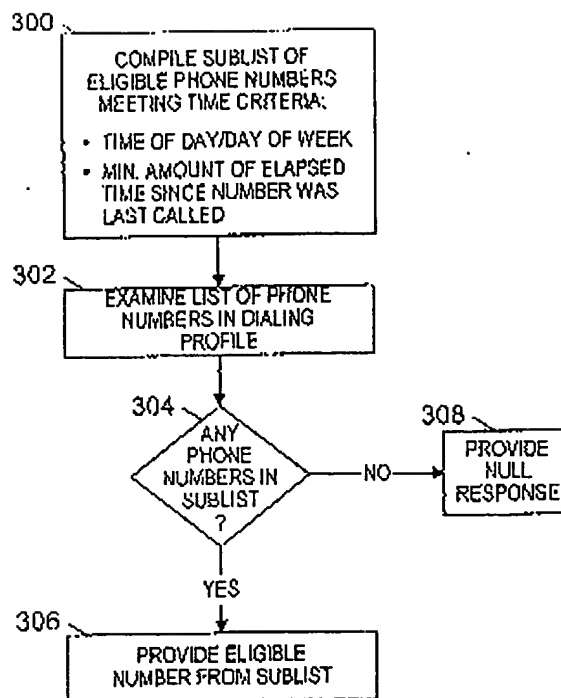 300
COMPILE SUBLIST OF
ELIGIBLE PHONE NUMBERS
MEETING TIME CRITERIA:
• TIME OF DAY/DAY OF WEEK
• MIN. AMOUNT OF ELAPSED
TIME SINCE NUMBER WAS
LAST CALLED
302
EXAMINE LIST OF PHONE
NUMBERS IN DIALING
PROFILE
304
ANY
PHONE
NUMBERS IN
SUBLIST
?
NO
308
PROVIDE
NULL
RESPONSE
YES
306
PROVIDE ELIGIBLE
NUMBER FROM SUBLIST